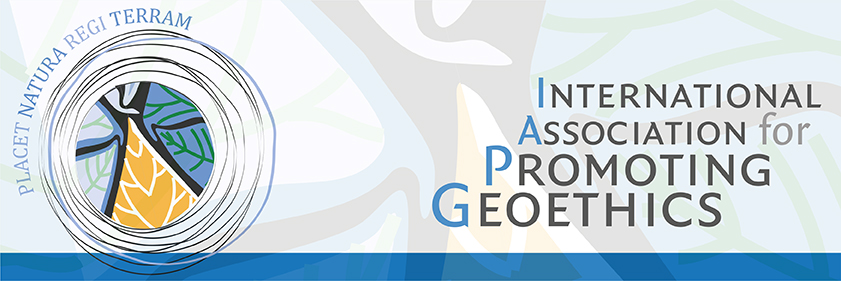 PLACET NATURA REGI TERRAM
INTERNATIONAL
ASSOCIATION for
PROMOTING
GEOETHICS